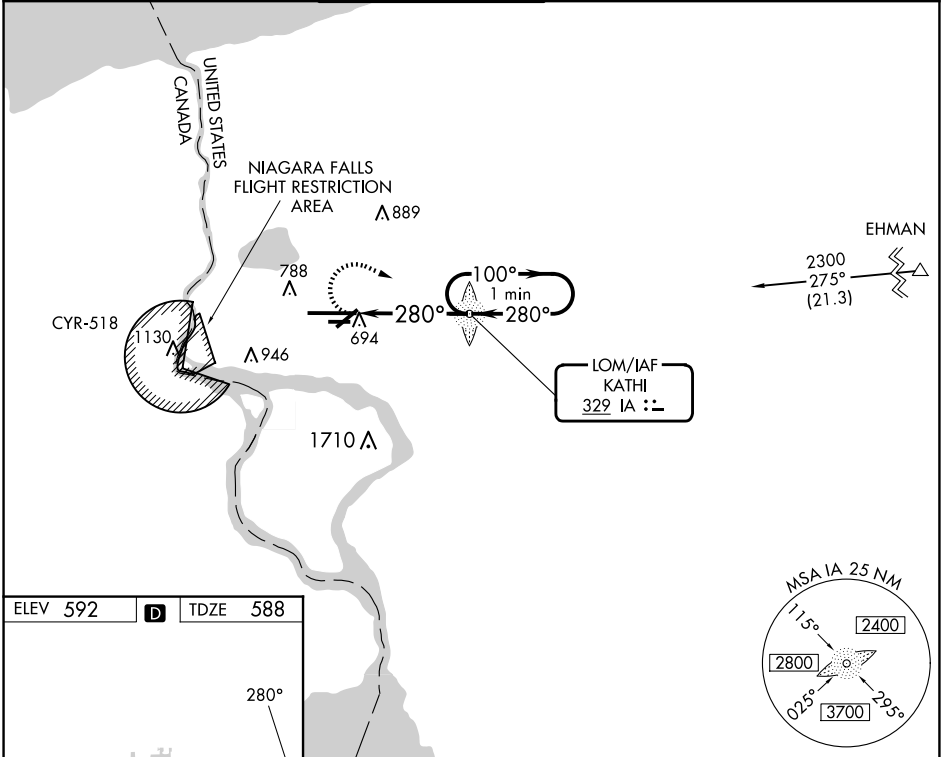 UNITED STATES
CANADA
NIAGARA FALLS
FLIGHT RESTRICTION
AREA
889
EHMAN
2300
275°
(21.3)
788
100°
1 min
280°
280°
CYR-518
1130
694
946
LOM/IAF
KATHI
329 IA
1710
MSA IA 25 NM
115°
2400
2800
025°
3700
295°
ELEV 592
D
TDZE 588
280°